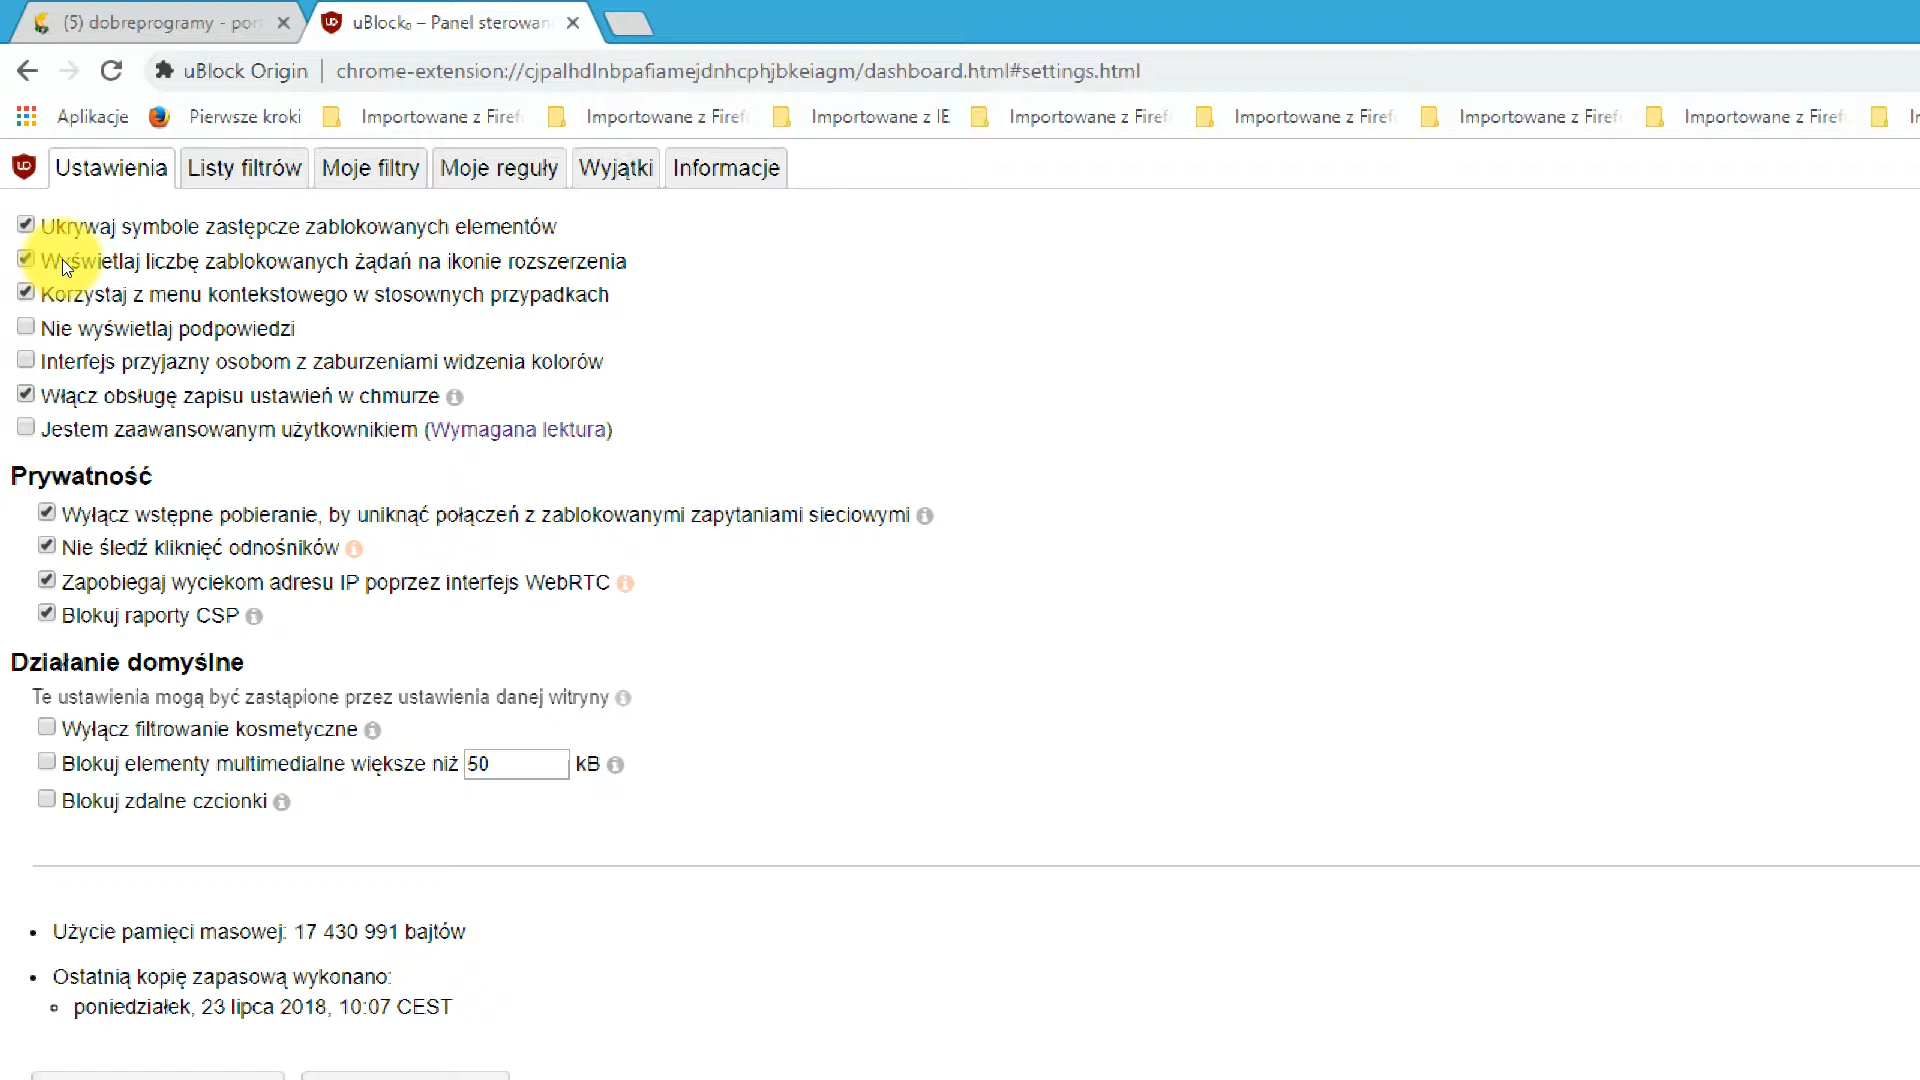 (5) dobreprogramy - por
uBlock₀ – Panel sterowan
uBlock Origin | chrome-extension://cjpalhdlnbpafiamejdnhcphjbkeiagm/dashboard.html#settings.html
Aplikacje Pierwsze kroki Importowane z Firef Importowane z Firef Importowane z IE Importowane z Firef Importowane z Firef Importowane z Firef Importowane z Firef
Ustawienia Listy filtrów Moje filtry Moje reguły Wyjątki Informacje
Ukrywaj symbole zastępcze zablokowanych elementów
Wyświetlaj liczbę zablokowanych żądań na ikonie rozszerzenia
Korzystaj z menu kontekstowego w stosownych przypadkach
Nie wyświetlaj podpowiedzi
Interfejs przyjazny osobom z zaburzeniami widzenia kolorów
Włącz obsługę zapisu ustawień w chmurze
Jestem zaawansowanym użytkownikiem (Wymagana lektura)
Prywatność
Wyłącz wstępne pobieranie, by uniknąć połączeń z zablokowanymi zapytaniami sieciowymi
Nie śledź kliknięć odnośników
Zapobiegaj wyciekom adresu IP poprzez interfejs WebRTC
Blokuj raporty CSP
Działanie domyślne
Te ustawienia mogą być zastąpione przez ustawienia danej witryny
Wyłącz filtrowanie kosmetyczne
Blokuj elementy multimedialne większe niż 50 kB
Blokuj zdalne czcionki
Użycie pamięci masowej: 17 430 991 bajtów
Ostatnią kopię zapasową wykonano:
poniedziałek, 23 lipca 2018, 10:07 CEST